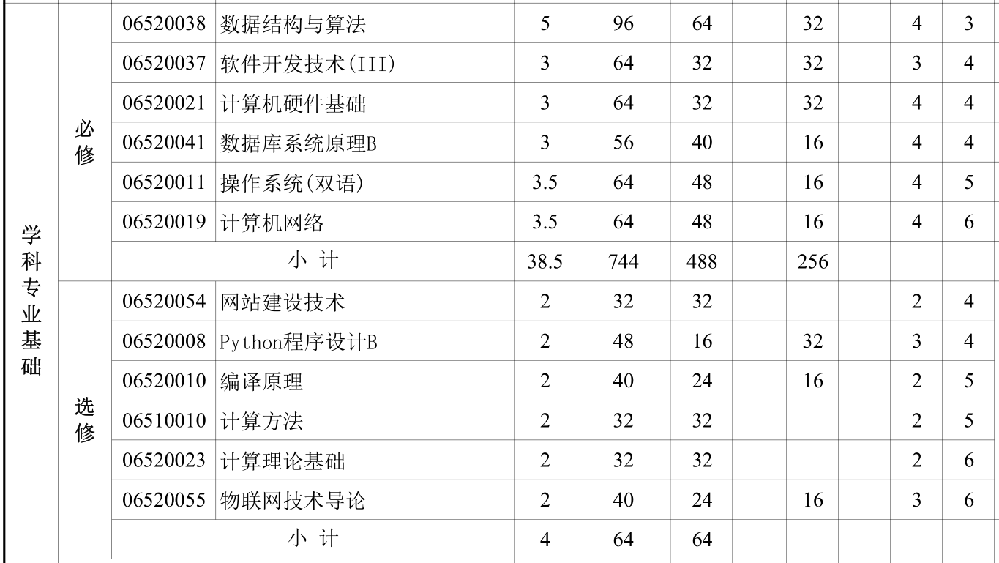 学科专业基础
必修
06520038 数据结构与算法 5 96 64 32 4 3
06520037 软件开发技术(III) 3 64 32 32 3 4
06520021 计算机硬件基础 3 64 32 32 4 4
06520041 数据库系统原理B 3 56 40 16 4 4
06520011 操作系统(双语) 3.5 64 48 16 4 5
06520019 计算机网络 3.5 64 48 16 4 6
小 计 38.5 744 488 256
选修
06520054 网站建设技术 2 32 32 2 4
06520008 Python程序设计B 2 48 16 32 3 4
06520010 编译原理 2 40 24 16 2 5
06510010 计算方法 2 32 32 2 5
06520023 计算理论基础 2 32 32 2 6
06520055 物联网技术导论 2 40 24 16 3 6
小 计 4 64 64